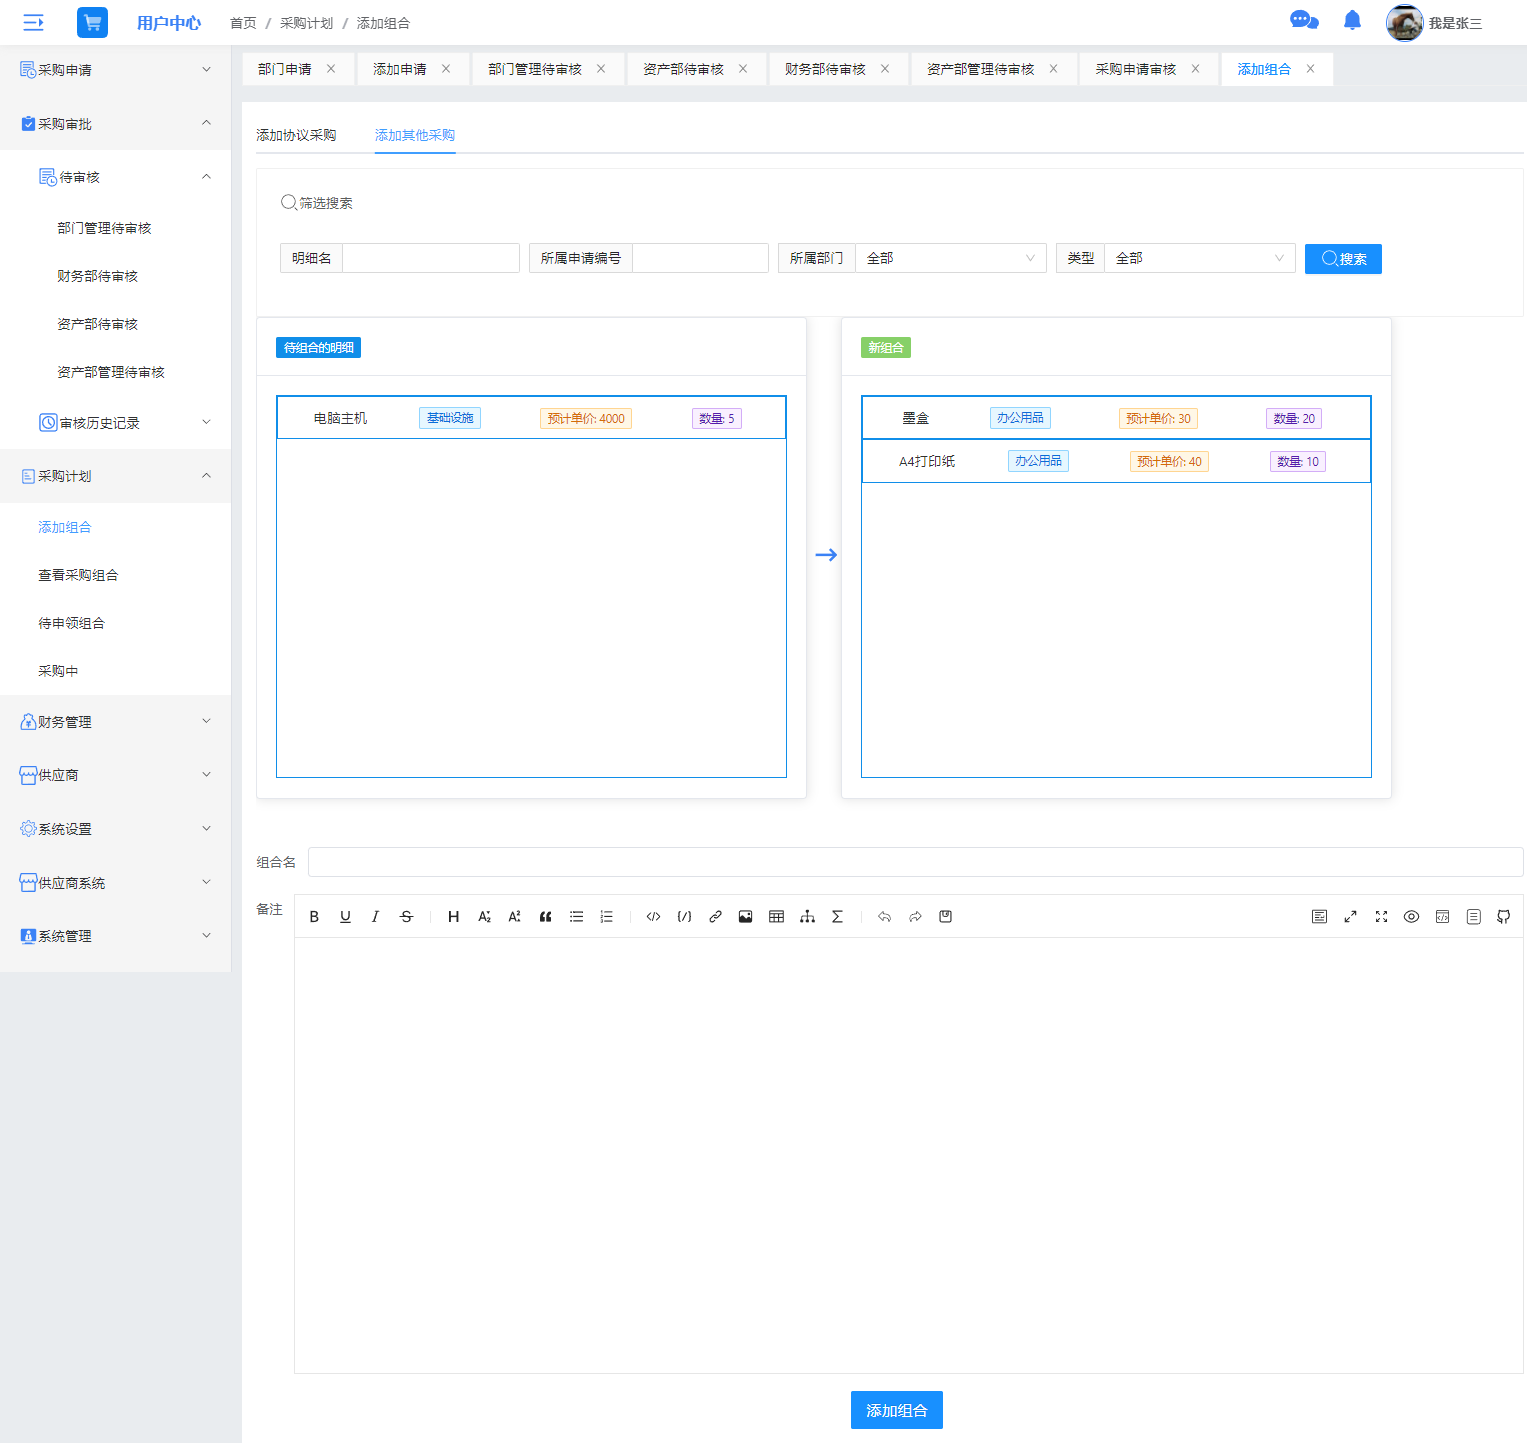 用户中心 首页 / 采购计划 / 添加组合 我是张三
部门申请 添加申请 部门管理待审核 资产部待审核 财务部待审核 资产部管理待审核 采购申请审核 添加组合
采购申请
采购审批
待审核
部门管理待审核
财务部待审核
资产部待审核
资产部管理待审核
审核历史记录
采购计划
添加组合
查看采购组合
待申领组合
采购中
财务管理
供应商
系统设置
供应商系统
系统管理
添加协议采购 添加其他采购
筛选搜索
明细名 所属申请编号 所属部门 全部 类型 全部 搜索
待组合的明细
电脑主机 基础设施 预计单价: 4000 数量: 5
新组合
墨盒 办公用品 预计单价: 30 数量: 20
A4打印纸 办公用品 预计单价: 40 数量: 10
组合名
备注
添加组合